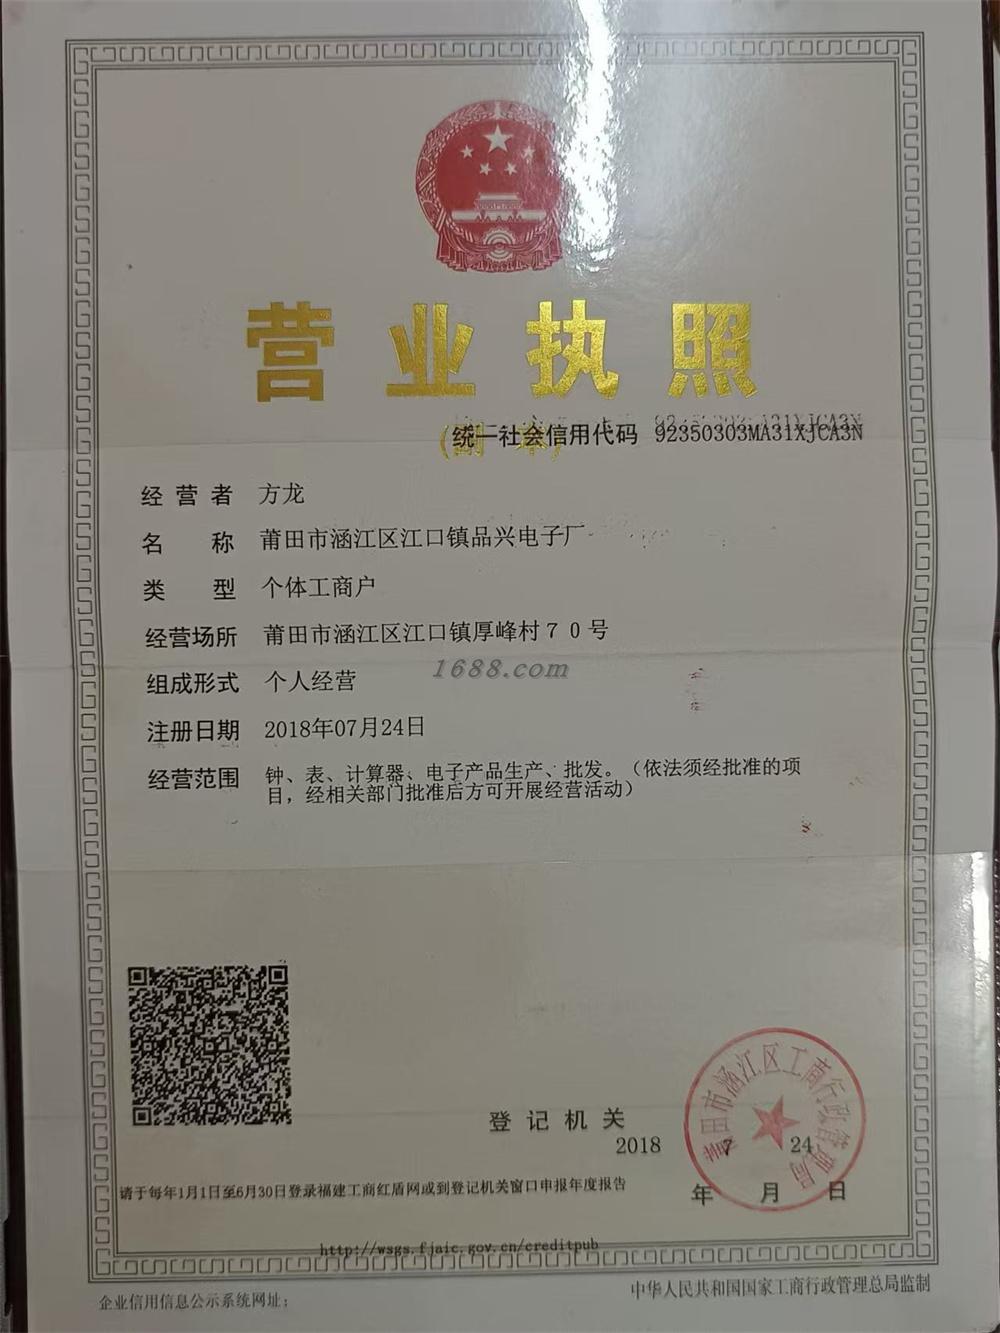 营业执照
(副本)
统一社会信用代码 92350303MA31XJCA3N
经营者 方龙
名称 莆田市涵江区江口镇品兴电子厂
类型 个体工商户
经营场所 莆田市涵江区江口镇厚峰村70号
1688.com
组成形式 个人经营
注册日期 2018年07月24日
经营范围 钟、表、计算器、电子产品生产、批发。(依法须经批准的项
目,经相关部门批准后方可开展经营活动)
莆田市涵江区工商行政管理局
登记机关
2018 7 24
年 月 日
请于每年1月1日至6月30日登录福建工商红盾网或到登记机关窗口申报年度报告
http://wsgs.fjaic.gov.cn/creditpub
企业信用信息公示系统网址:
中华人民共和国国家工商行政管理总局监制